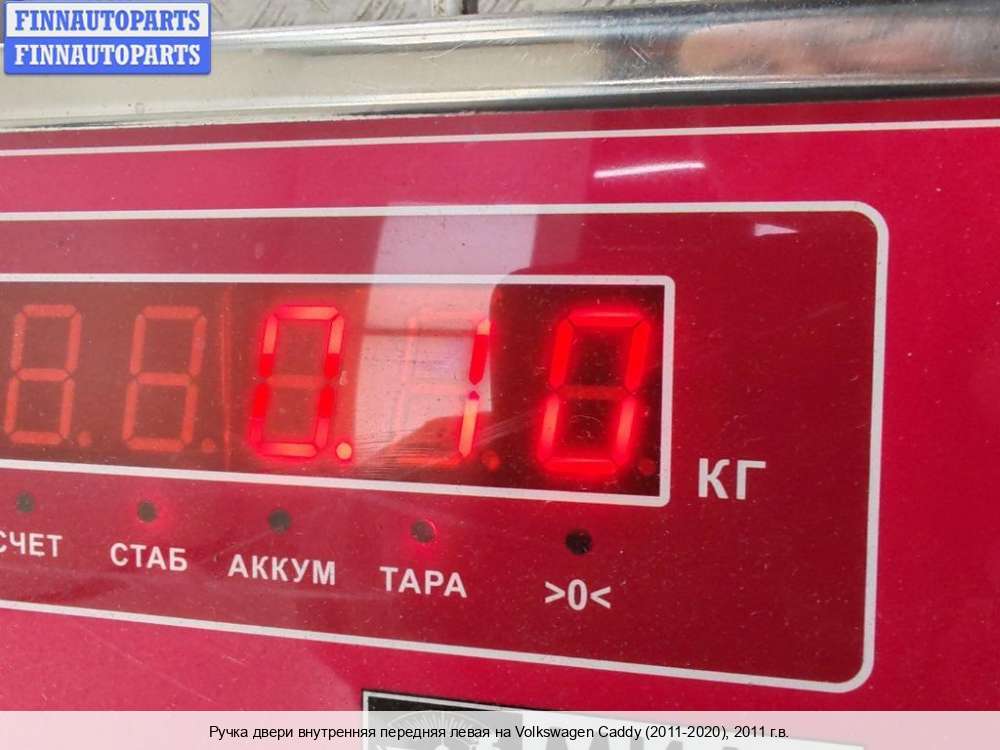 FINNAUTOPARTS
FINNAUTOPARTS
0.10
КГ
СЧЕТ СТАБ АККУМ ТАРА >0<
Ручка двери внутренняя передняя левая на Volkswagen Caddy (2011-2020), 2011 г.в.